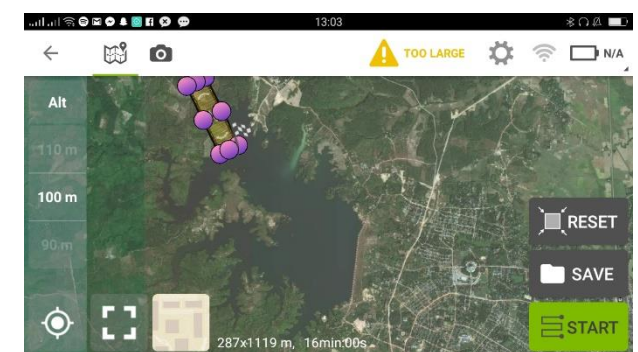 13:03
TOO LARGE
N/A
Alt
110 m
100 m
90 m
RESET
SAVE
START
287x1119 m, 16min:00s